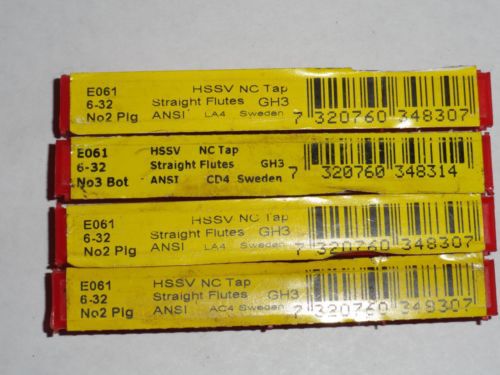 E061 HSSV NC Tap
6-32 Straight Flutes GH3
No2 Plg ANSI LA4 Sweden 7 320760 348307
E061 HSSV NC Tap
6-32 Straight Flutes GH3
No3 Bot ANSI CD4 Sweden 7 320760 348314
E061 HSSV NC Tap
6-32 Straight Flutes GH3
No2 Plg ANSI LA4 Sweden 7 320760 348307
E061 HSSV NC Tap
6-32 Straight Flutes GH3
No2 Plg ANSI AC4 Sweden 7 320760 348307